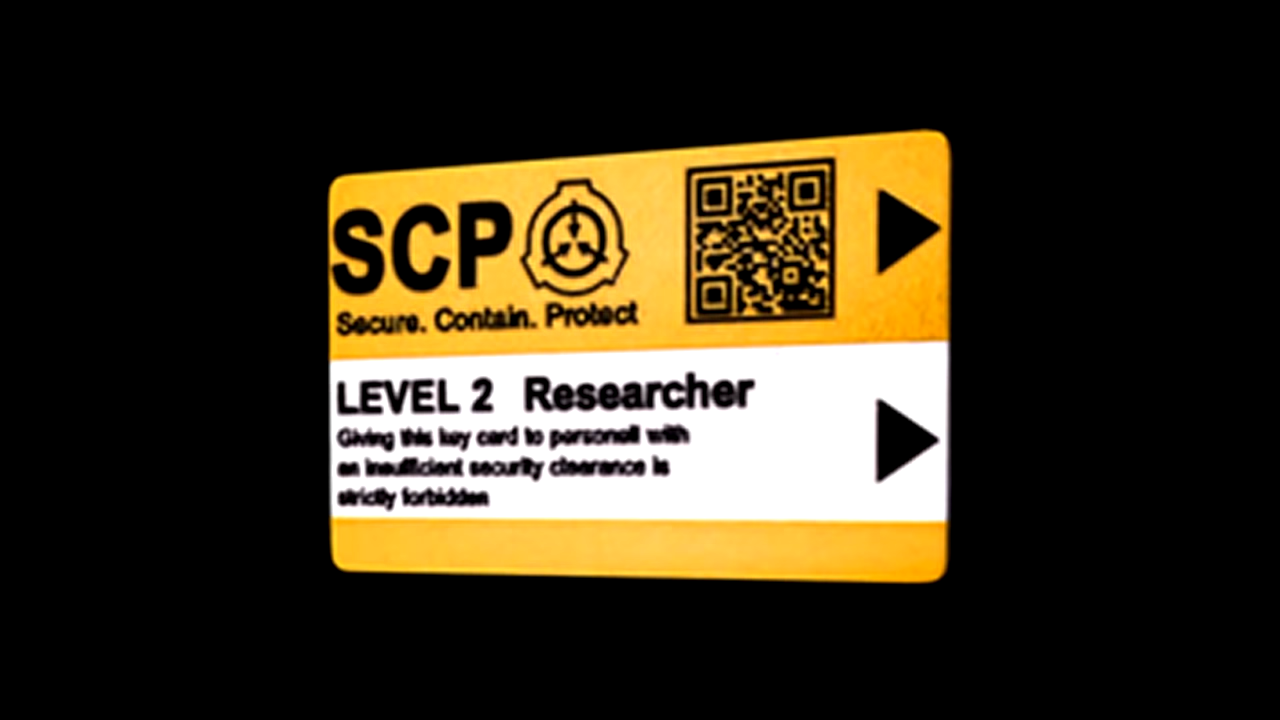 SCP
Secure. Contain. Protect
LEVEL 2 Researcher
Giving this key card to personall with
an insufficient security clearance is
strictly forbidden